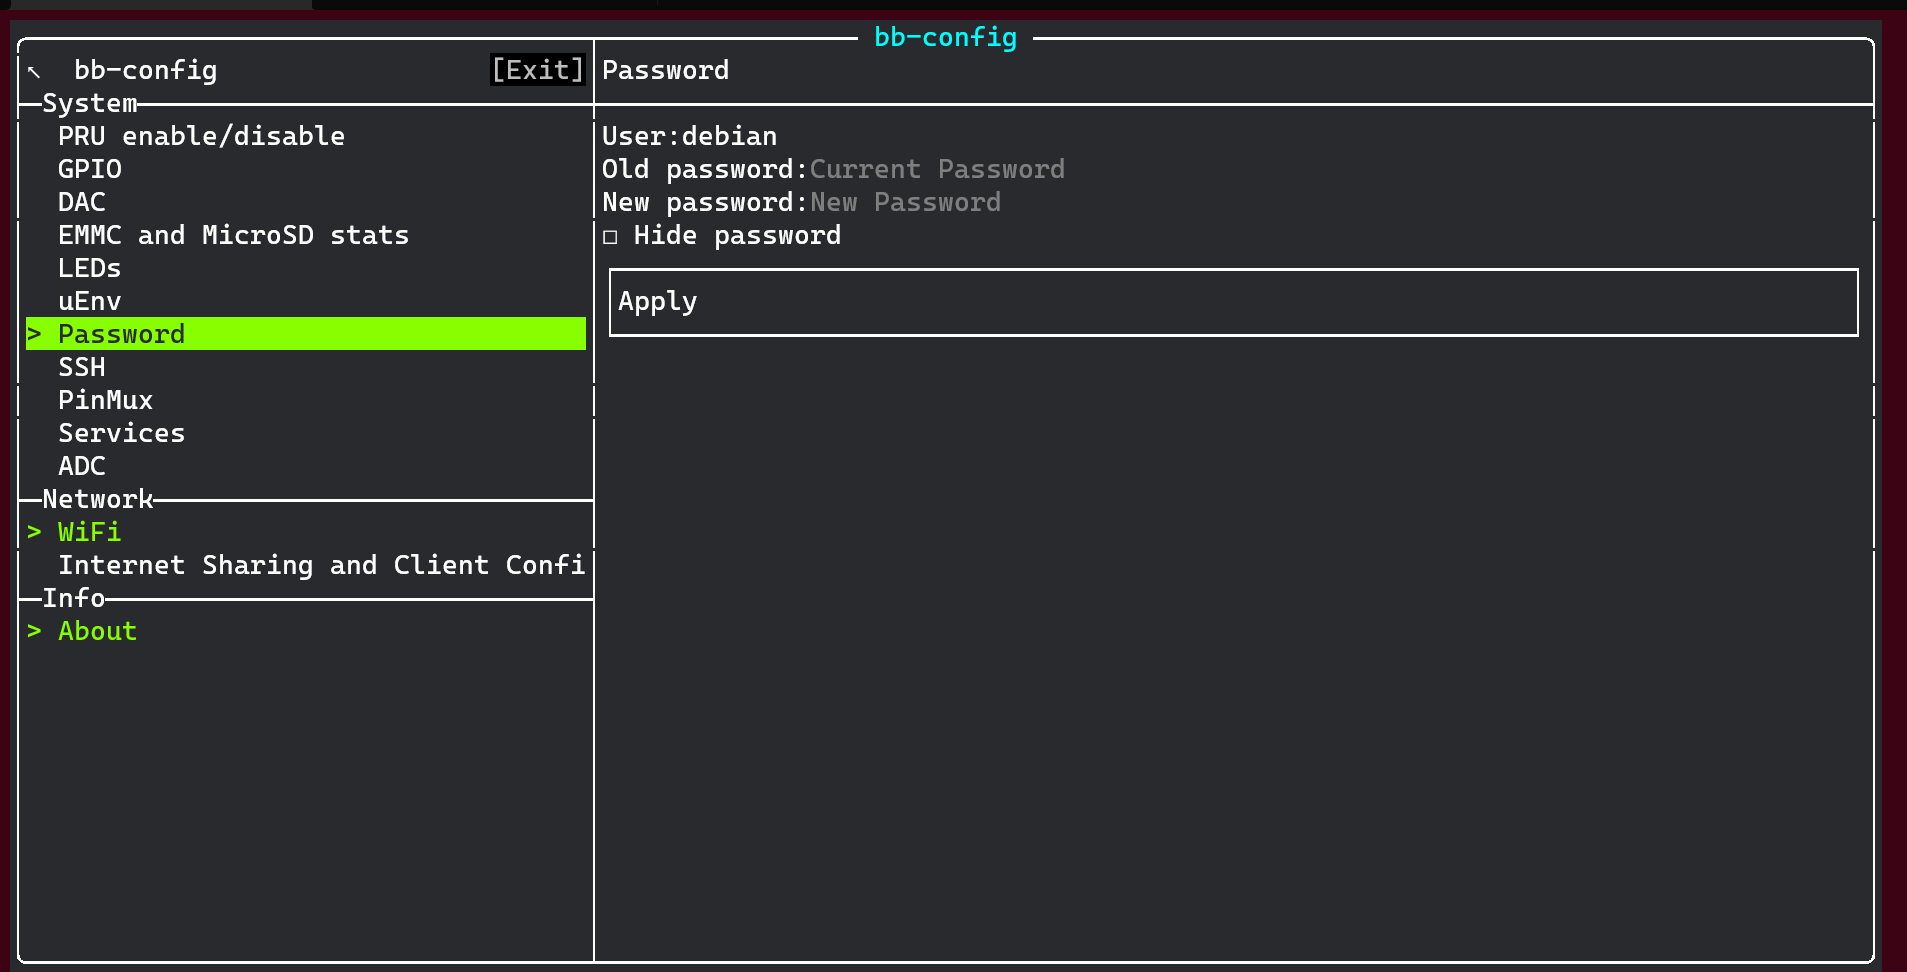 bb-config
↖ bb-config [Exit]
System
PRU enable/disable
GPIO
DAC
EMMC and MicroSD stats
LEDs
uEnv
> Password
SSH
PinMux
Services
ADC
Network
> WiFi
Internet Sharing and Client Confi
Info
> About
Password
User:debian
Old password:Current Password
New password:New Password
☐ Hide password
Apply